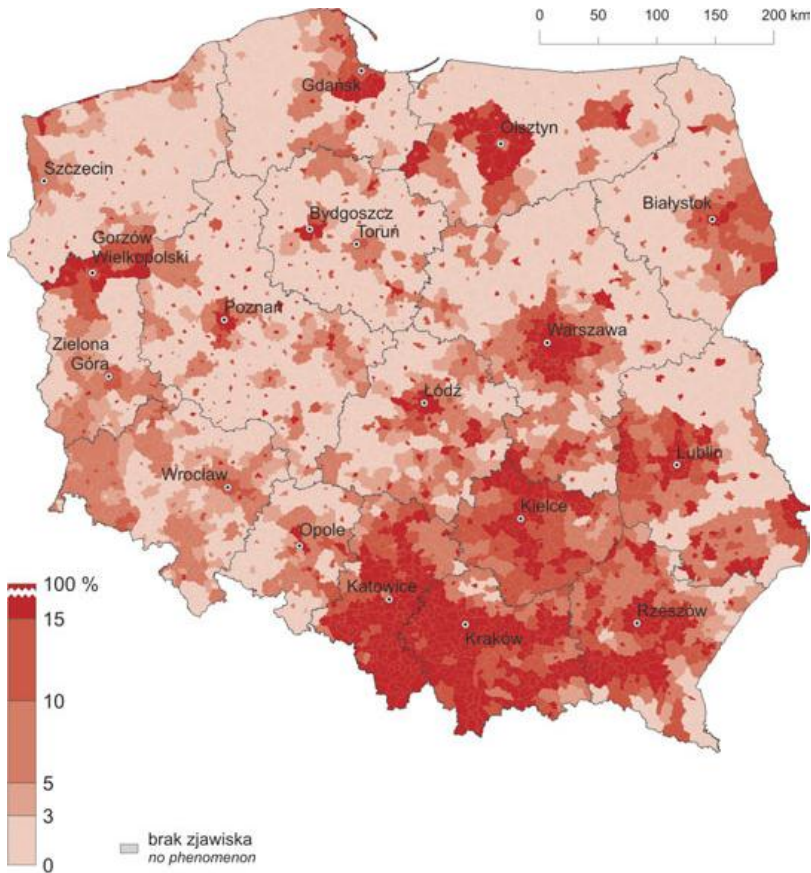 0 50 100 150 200 km
Gdańsk
Olsztyn
Szczecin
Białystok
Bydgoszcz
Toruń
Gorzów
Wielkopolski
Poznań
Warszawa
Zielona
Góra
Łódź
Lublin
Wrocław
Kielce
Opole
Katowice
Rzeszów
Kraków
100 %
15
10
5
3
0
brak zjawiska
no phenomenon